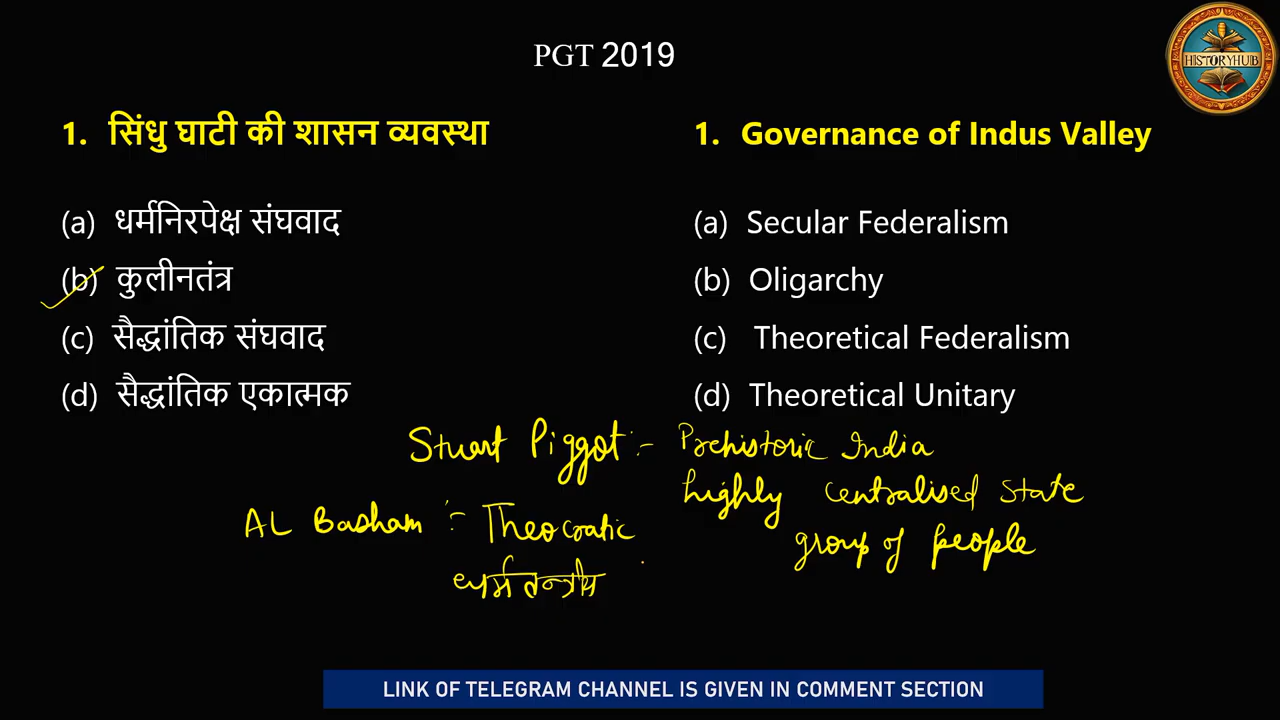 PGT 2019
HISTORYHUB
1. सिंधु घाटी की शासन व्यवस्था
(a) धर्मनिरपेक्ष संघवाद
(b) कुलीनतंत्र
(c) सैद्धांतिक संघवाद
(d) सैद्धांतिक एकात्मक
1. Governance of Indus Valley
(a) Secular Federalism
(b) Oligarchy
(c) Theoretical Federalism
(d) Theoretical Unitary
Stuart Piggot :- Prehistoric India
highly centralised state
group of people
AL Basham :- Theocratic
धर्मतन्त्रीय
LINK OF TELEGRAM CHANNEL IS GIVEN IN COMMENT SECTION